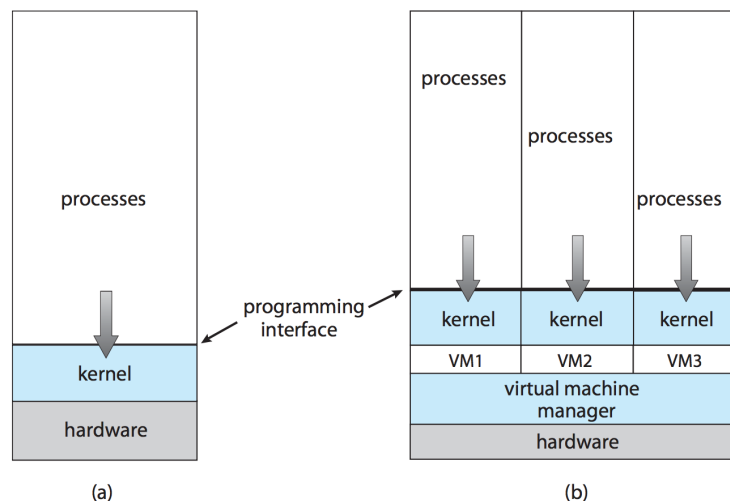 processes
kernel
hardware
(a)
programming
interface
processes
processes
processes
kernel
kernel
kernel
VM1
VM2
VM3
virtual machine
manager
hardware
(b)